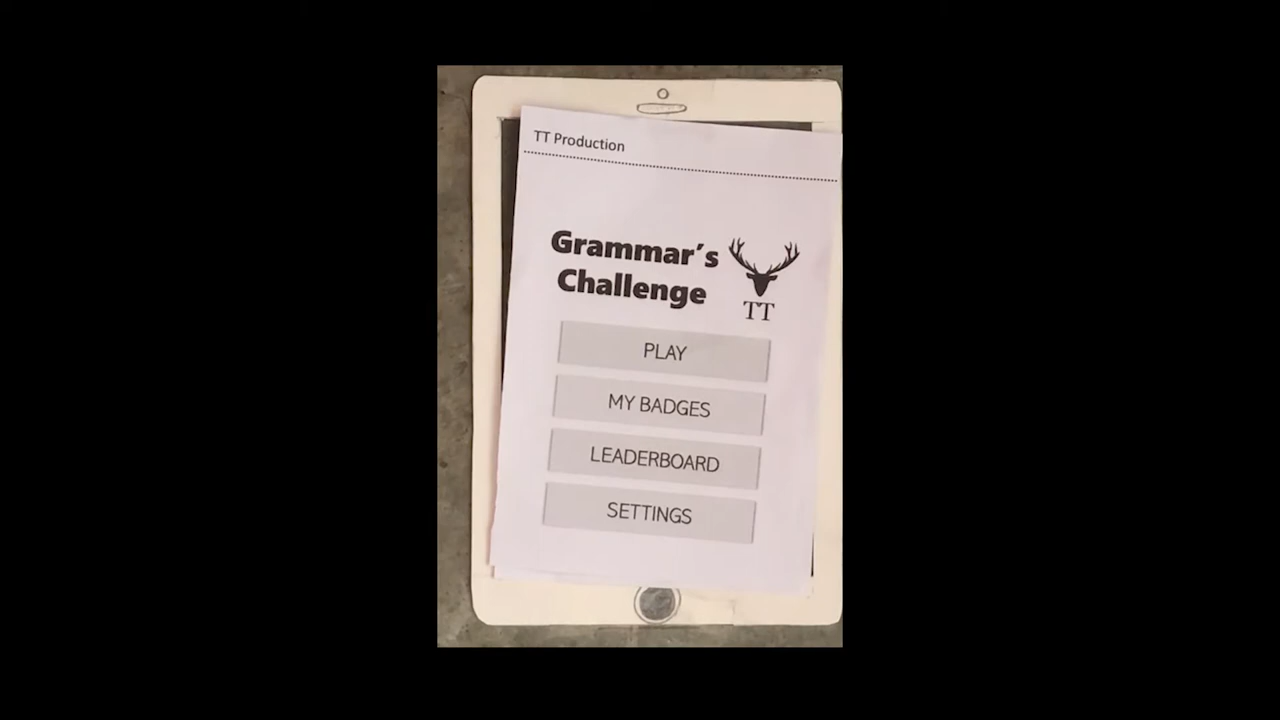 TT Production
Grammar's
Challenge
TT
PLAY
MY BADGES
LEADERBOARD
SETTINGS